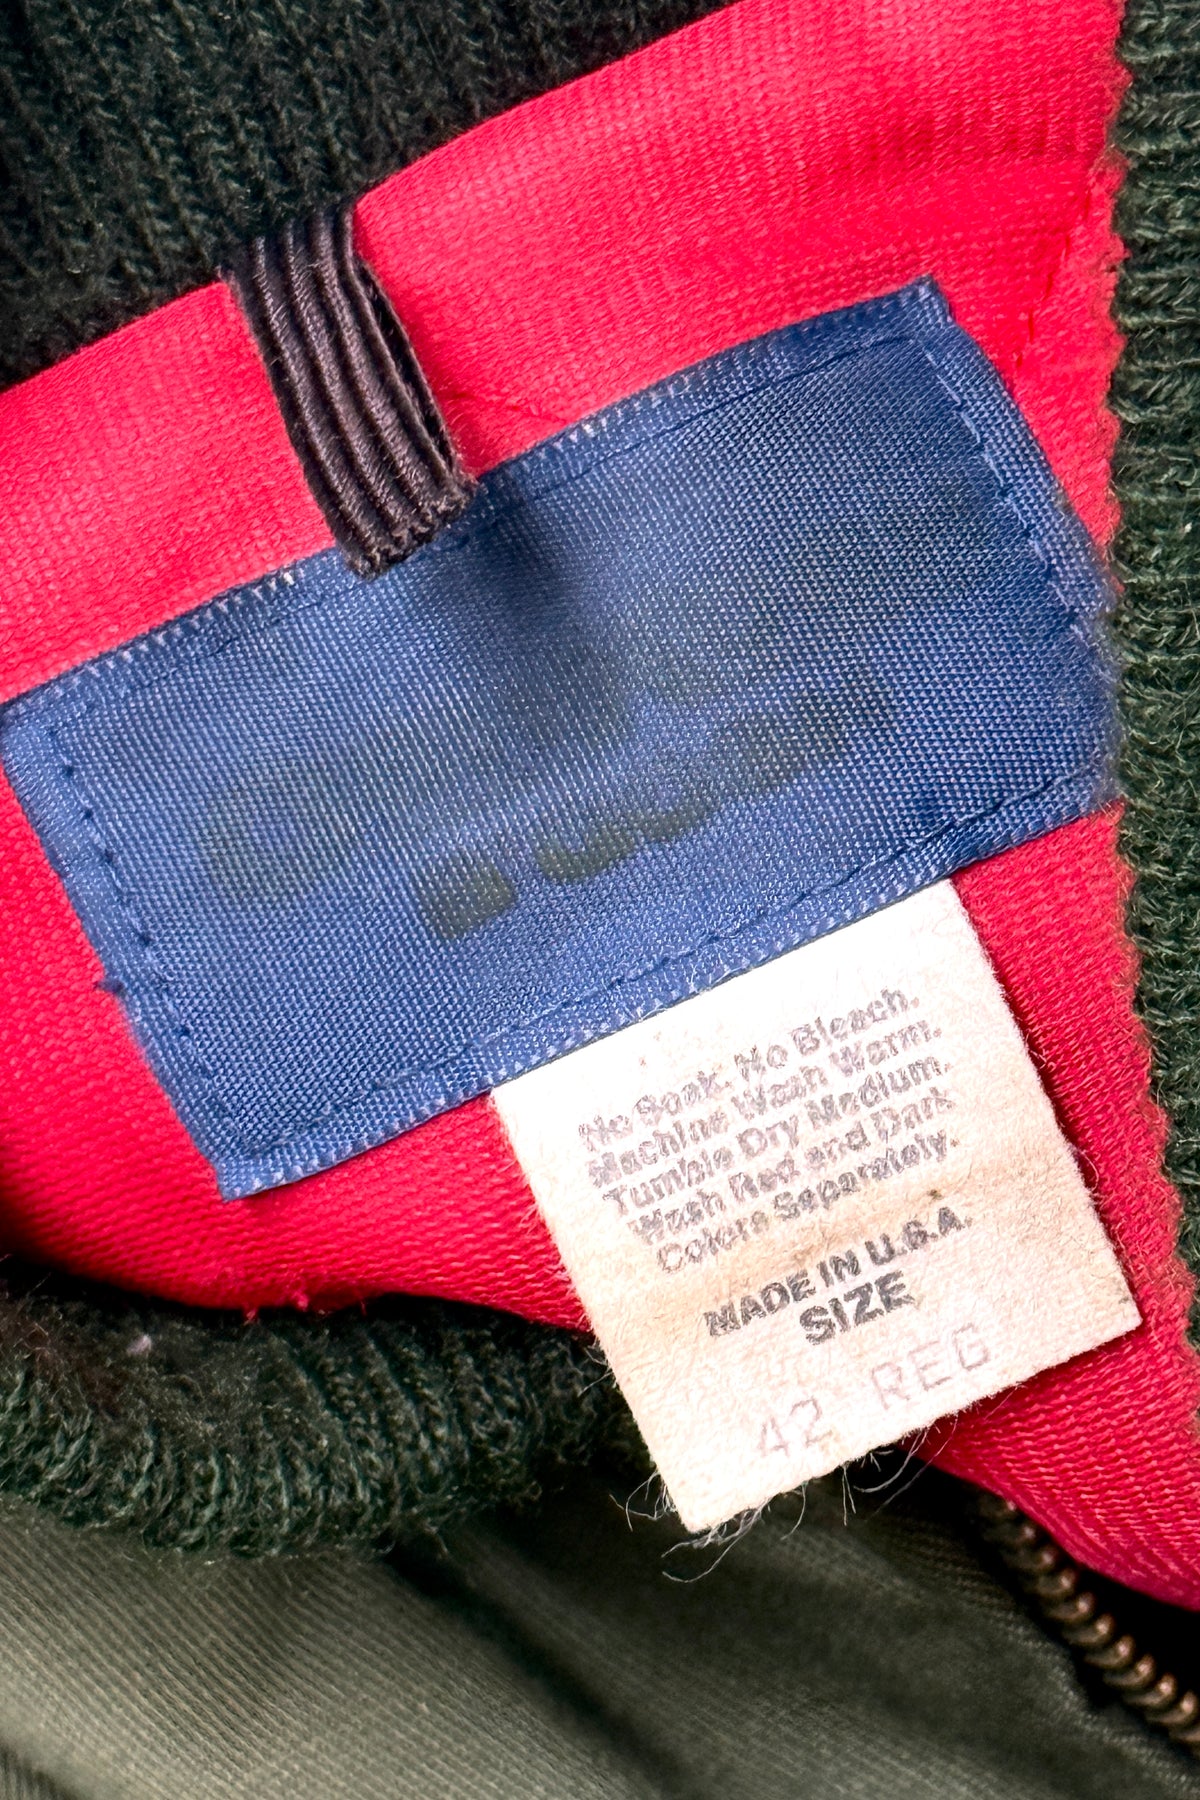 No Soak. No Bleach.
Machine Wash Warm.
Tumble Dry Medium.
Wash Red and Dark
Colors Separately.
MADE IN U.S.A.
SIZE
42 REG